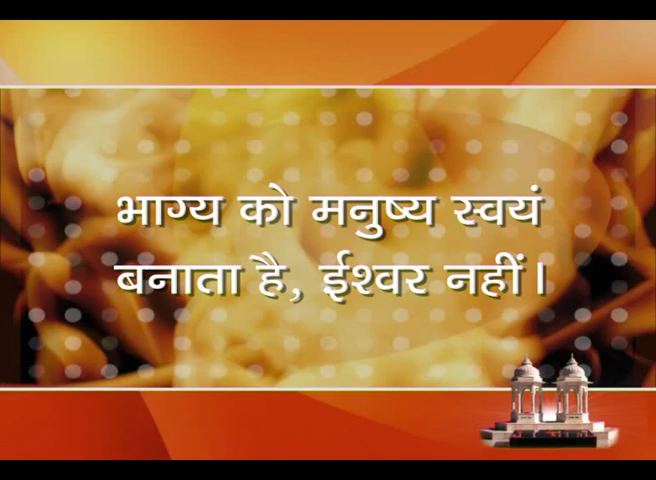 भाग्य को मनुष्य स्वयं
बनाता है, ईश्वर नहीं।